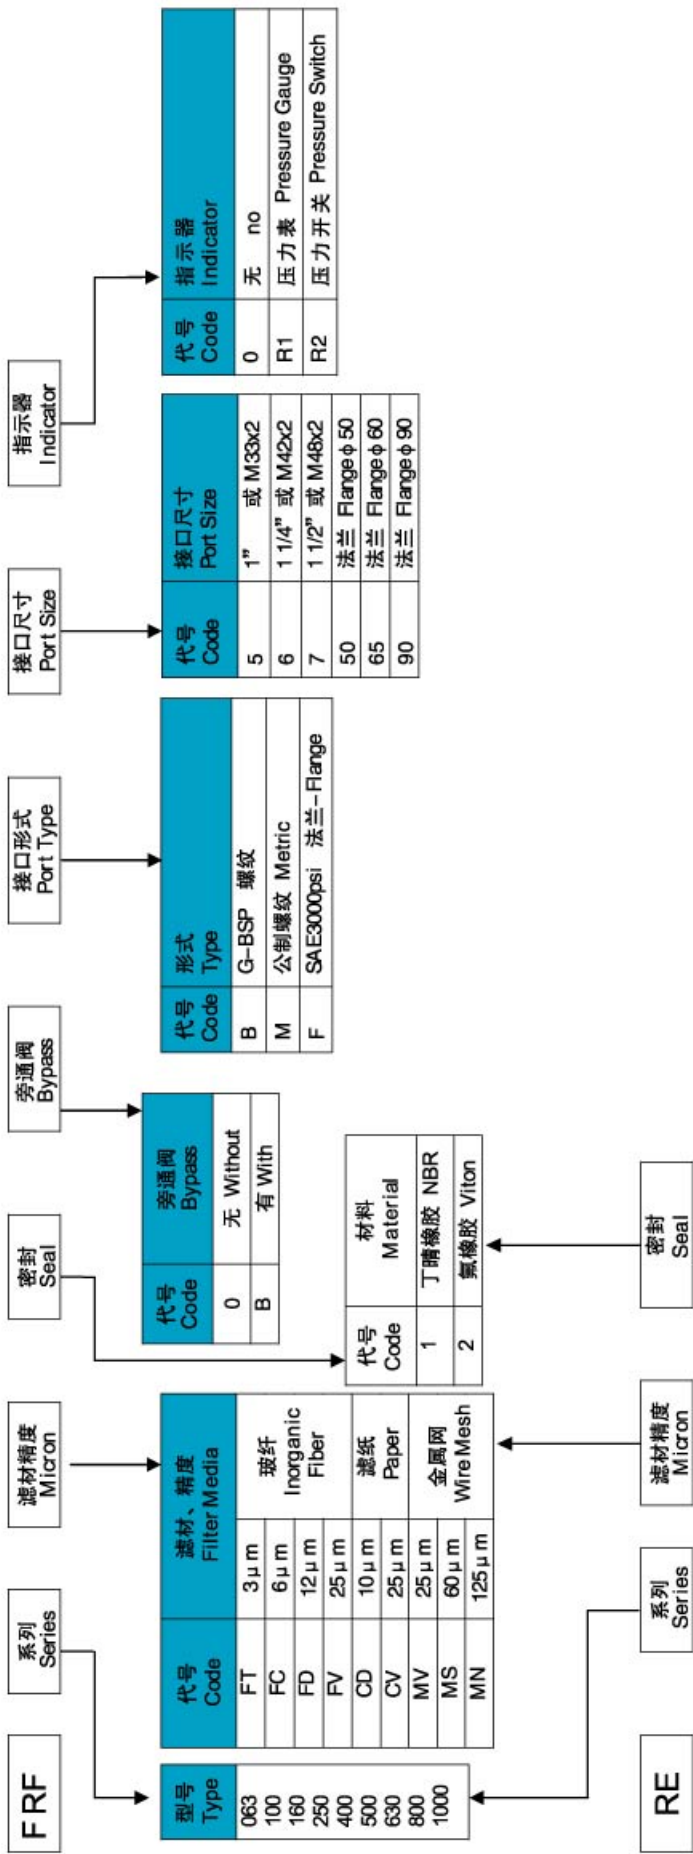 FRF
系列
Series
滤材精度
Micron
密封
Seal
旁通阀
Bypass
接口形式
Port Type
接口尺寸
Port Size
指示器
Indicator
型号
Type
063
100
160
250
400
500
630
800
1000
代号 滤材、精度
Code Filter Media
FT 3μm
FC 6μm
FD 12μm
FV 25μm
玻纤
Inorganic
Fiber
CD 10μm
CV 25μm
滤纸
Paper
MV 25μm
MS 60μm
MN 125μm
金属网
Wire Mesh
代号 旁通阀
Code Bypass
0 无 Without
B 有 With
代号 材料
Code Material
1 丁晴橡胶 NBR
2 氟橡胶 Viton
代号 形式
Code Type
B G-BSP 螺纹
M 公制螺纹 Metric
F SAE3000psi 法兰-Flange
代号 接口尺寸
Code Port Size
5 1” 或 M33x2
6 1 1/4” 或 M42x2
7 1 1/2” 或 M48x2
50 法兰 Flangeφ50
65 法兰 Flangeφ60
90 法兰 Flangeφ90
代号 指示器
Code Indicator
0 无 no
R1 压力表 Pressure Gauge
R2 压力开关 Pressure Switch
RE
系列
Series
滤材精度
Micron
密封
Seal